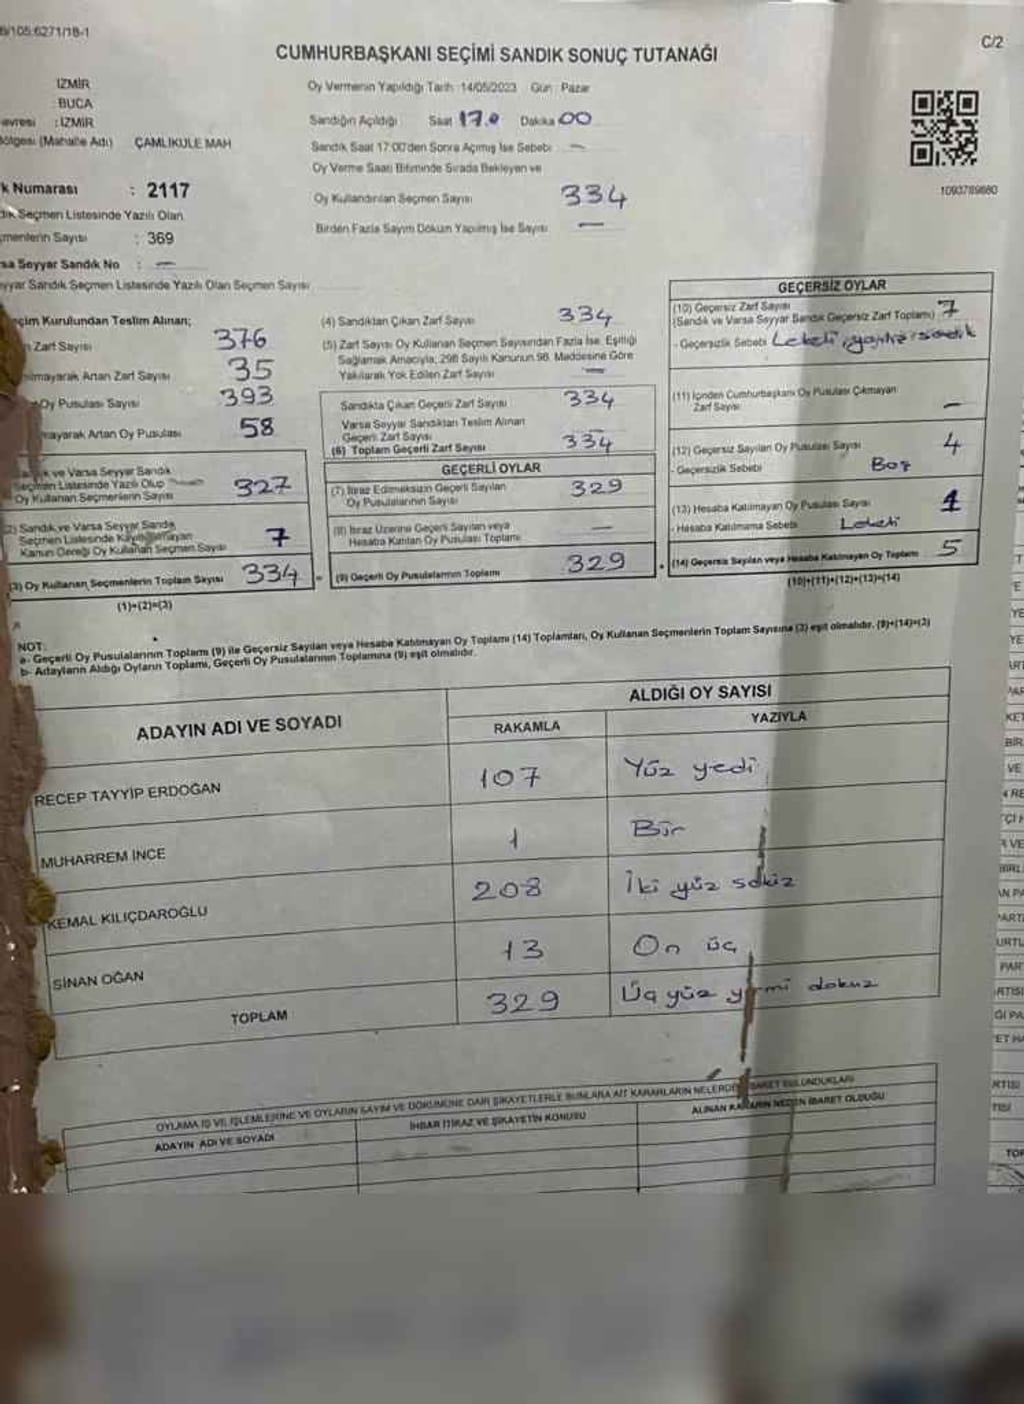 6/105:6271/18-1
C/2
CUMHURBAŞKANI SEÇİMİ SANDIK SONUÇ TUTANAĞI
İZMİR
BUCA
: İZMİR
(Mahalle Adı) ÇAMLIKULE MAH
k Numarası : 2117
Seçmen Listesinde Yazılı Olan
menlerin Sayısı : 369
sa Seyyar Sandık No : —
yyar Sandık Seçmen Listesinde Yazılı Olan Seçmen Sayısı
Oy Vermenin Yapıldığı Tarih : 14/05/2023 Gün : Pazar
Sandığın Açıldığı Saat 17.0 Dakika 00
Sandık Saat 17:00'den Sonra Açımış İse Sebebi —
Oy Verme Saati Bitiminde Sırada Bekleyen ve
Oy Kullandırılan Seçmen Sayısı 334
Birden Fazla Sayım Döküm Yapılmış İse Sayısı —
1093789880
çim Kurulundan Teslim Alınan;
Zarf Sayısı 376
Artan Zarf Sayısı 35
Oy Pusulası Sayısı 393
Artan Oy Pusulası 58
ve Varsa Seyyar Sandık
Seçmen Listesinde Yazılı Olup
Oy Kullanan Seçmenlerin Sayısı 327
2) Sandık ve Varsa Seyyar Sandık
Seçmen Listesinde
Kanun Gereği Oy Kullanan Seçmen Sayısı 7
3) Oy Kullanan Seçmenlerin Toplam Sayısı 334
(1)+(2)=(3)
(4) Sandıktan Çıkan Zarf Sayısı 334
(5) Zarf Sayısı Oy Kullanan Seçmen Sayısından Fazla İse, Eşitliği
Sağlamak Amacıyla, 298 Sayılı Kanunun 98. Maddesine Göre
Yakılarak Yok Edilen Zarf Sayısı —
Sandıkta Çıkan Geçerli Zarf Sayısı 334
Varsa Seyyar Sandıktan Teslim Alınan
Geçerli Zarf Sayısı
(6) Toplam Geçerli Zarf Sayısı 334
GEÇERLİ OYLAR
(7) İtiraz Edilmeksizin Geçerli Sayılan
Oy Pusulalarının Sayısı 329
(8) İtiraz Üzerine Geçerli Sayılan veya
Hesaba Katılan Oy Pusulası Toplamı —
(9) Geçerli Oy Pusulalarının Toplamı 329
GEÇERSİZ OYLAR
(10) Geçersiz Zarf Sayısı
(Sandık ve Varsa Seyyar Sandık Geçersiz Zarf Toplamı) 7
- Geçersizlik Sebebi Lekeli
(11) İçinden Cumhurbaşkanı Oy Pusulası Çıkmayan
Zarf Sayısı —
(12) Geçersiz Sayılan Oy Pusulası Sayısı 4
- Geçersizlik Sebebi Boş
(13) Hesaba Katılmayan Oy Pusulası Sayısı 1
- Hesaba Katılmama Sebebi Lekeli
(14) Geçersiz Sayılan veya Hesaba Katılmayan Oy Toplamı 5
(10)+(11)+(12)+(13)=(14)
NOT:
a- Geçerli Oy Pusulalarının Toplamı (9) ile Geçersiz Sayılan veya Hesaba Katılmayan Oy Toplamı (14) Toplamları, Oy Kullanan Seçmenlerin Toplam Sayısına (3) eşit olmalıdır. (9)+(14)=(3)
b- Adayların Aldığı Oyların Toplamı, Geçerli Oy Pusulalarının Toplamına (9) eşit olmalıdır.
ADAYIN ADI VE SOYADI
ALDIĞI OY SAYISI
RAKAMLA YAZIYLA
RECEP TAYYİP ERDOĞAN 107 Yüz yedi
MUHARREM İNCE 1 Bir
KEMAL KILIÇDAROĞLU 208 İki yüz sekiz
SİNAN OĞAN 13 On üç
TOPLAM 329 Üç yüz yirmi dokuz
OYLAMA İŞ VE İŞLEMLERİNE VE OYLARIN SAYIM VE DÖKÜMÜNE DAİR ŞİKAYETLERLE BUNLARA AİT KARARLARIN NELERDEN İBARET BULUNDUKLARI
ADAYIN ADI VE SOYADI
İHBAR İTİRAZ VE ŞİKAYETİN KONUSU
ALINAN KARARIN NEDEN İBARET OLDUĞU